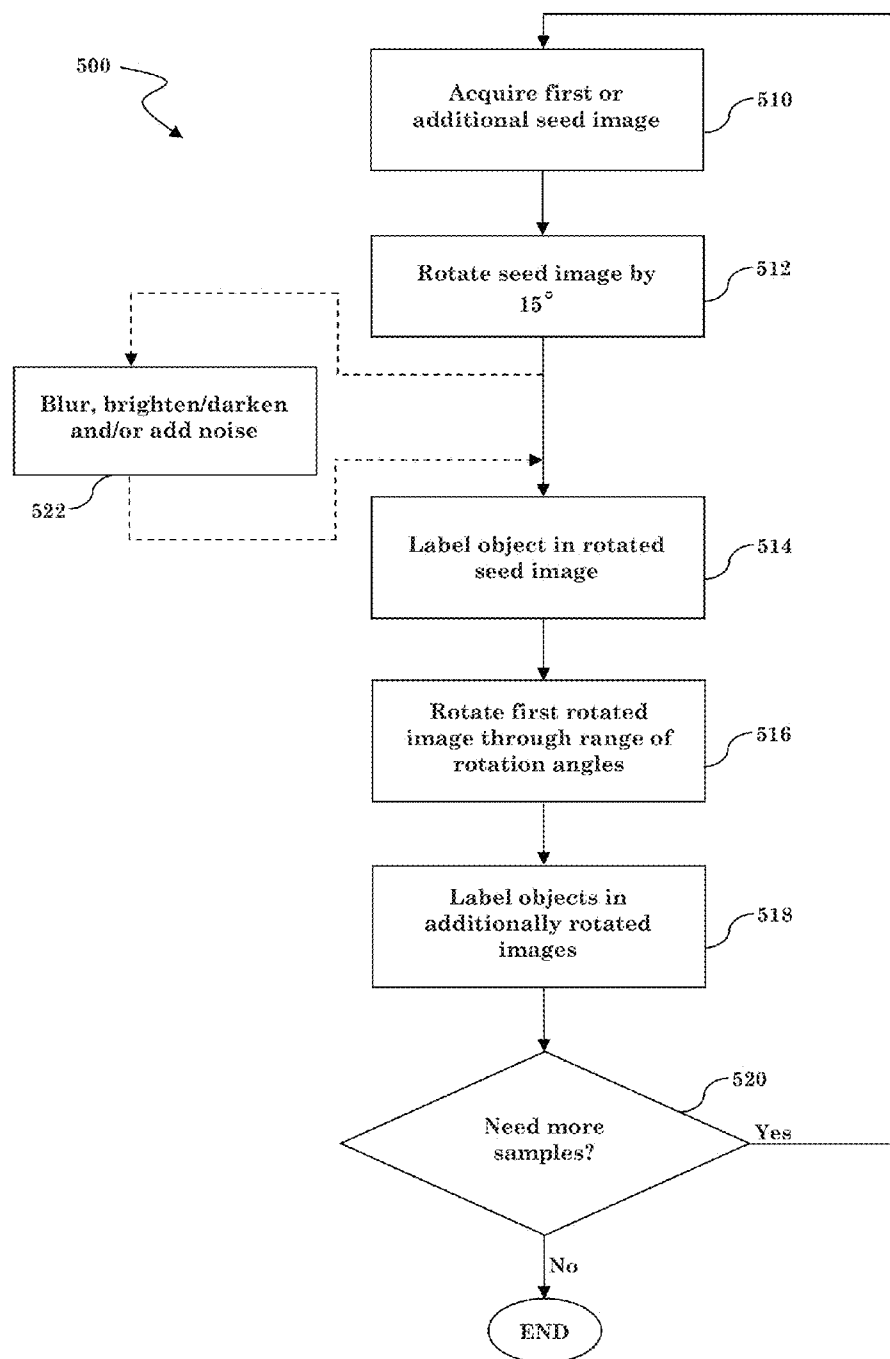 500
Acquire first or
additional seed image
510
Rotate seed image by
15°
512
Blur, brighten/darken
and/or add noise
522
Label object in rotated
seed image
514
Rotate first rotated
image through range of
rotation angles
516
Label objects in
additionally rotated
images
518
520
Need more
samples?
Yes
No
END